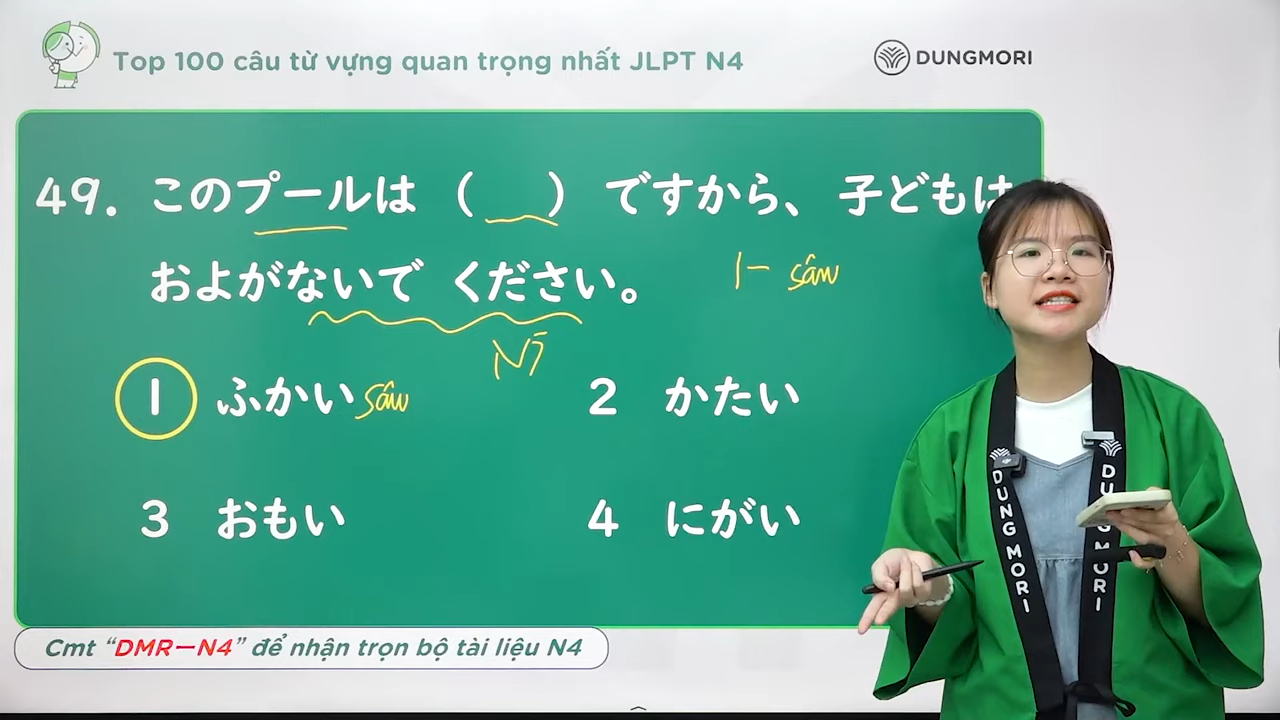 Top 100 câu từ vựng quan trọng nhất JLPT N4
DUNGMORI
49. このプールは ( _ ) ですから、子どもは
およがないで ください。
1- sâu
N5
1 ふかい sâu
2 かたい
3 おもい
4 にがい
Cmt “DMR-N4” để nhận trọn bộ tài liệu N4
DUNG MORI
DUNG MORI